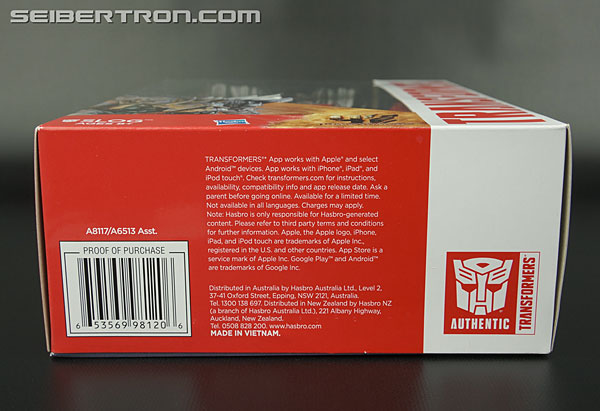 SEIBERTRON.COM
SLOG
AGES 8+
Hasbro
TRANSFORMERS
TRANSFORMERS™ App works with Apple® and select
Android™ devices. App works with iPhone®, iPad®, and
iPod touch®. Check transformers.com for instructions,
availability, compatibility info and app release date. Ask a
parent before going online. Available for a limited time.
Not available in all languages. Charges may apply.
Note: Hasbro is only responsible for Hasbro-generated
content. Please refer to third party terms and conditions
for further information. Apple, the Apple logo, iPhone,
iPad, and iPod touch are trademarks of Apple Inc.,
registered in the U.S. and other countries. App Store is a
service mark of Apple Inc. Google Play™ and Android™
are trademarks of Google Inc.
A8117/A6513 Asst.
PROOF OF PURCHASE
6 53569 98120 6
Distributed in Australia by Hasbro Australia Ltd., Level 2,
37-41 Oxford Street, Epping, NSW 2121, Australia.
Tel. 1300 138 697. Distributed in New Zealand by Hasbro NZ
(a branch of Hasbro Australia Ltd.), 221 Albany Highway,
Auckland, New Zealand.
Tel. 0508 828 200. www.hasbro.com
MADE IN VIETNAM.
AUTHENTIC
TRANSFORMERS